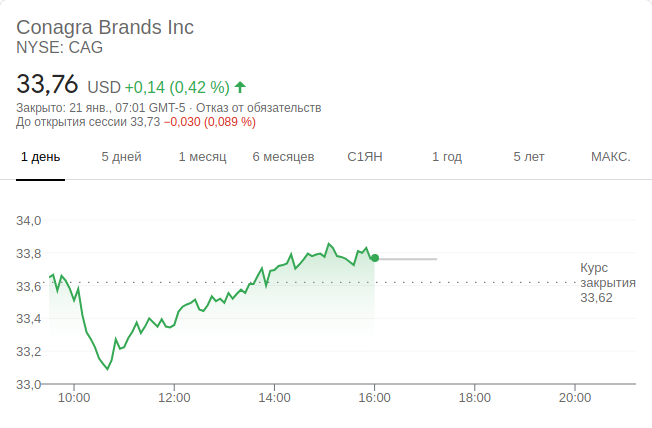 Conagra Brands Inc
NYSE: CAG
33,76 USD +0,14 (0,42 %)
Закрыто: 21 янв., 07:01 GMT-5 · Отказ от обязательств
До открытия сессии 33,73 −0,030 (0,089 %)
1 день 5 дней 1 месяц 6 месяцев С1ЯН 1 год 5 лет МАКС.
34,0
33,8
33,6
33,4
33,2
33,0
Курс
закрытия
33,62
10:00 12:00 14:00 16:00 18:00 20:00